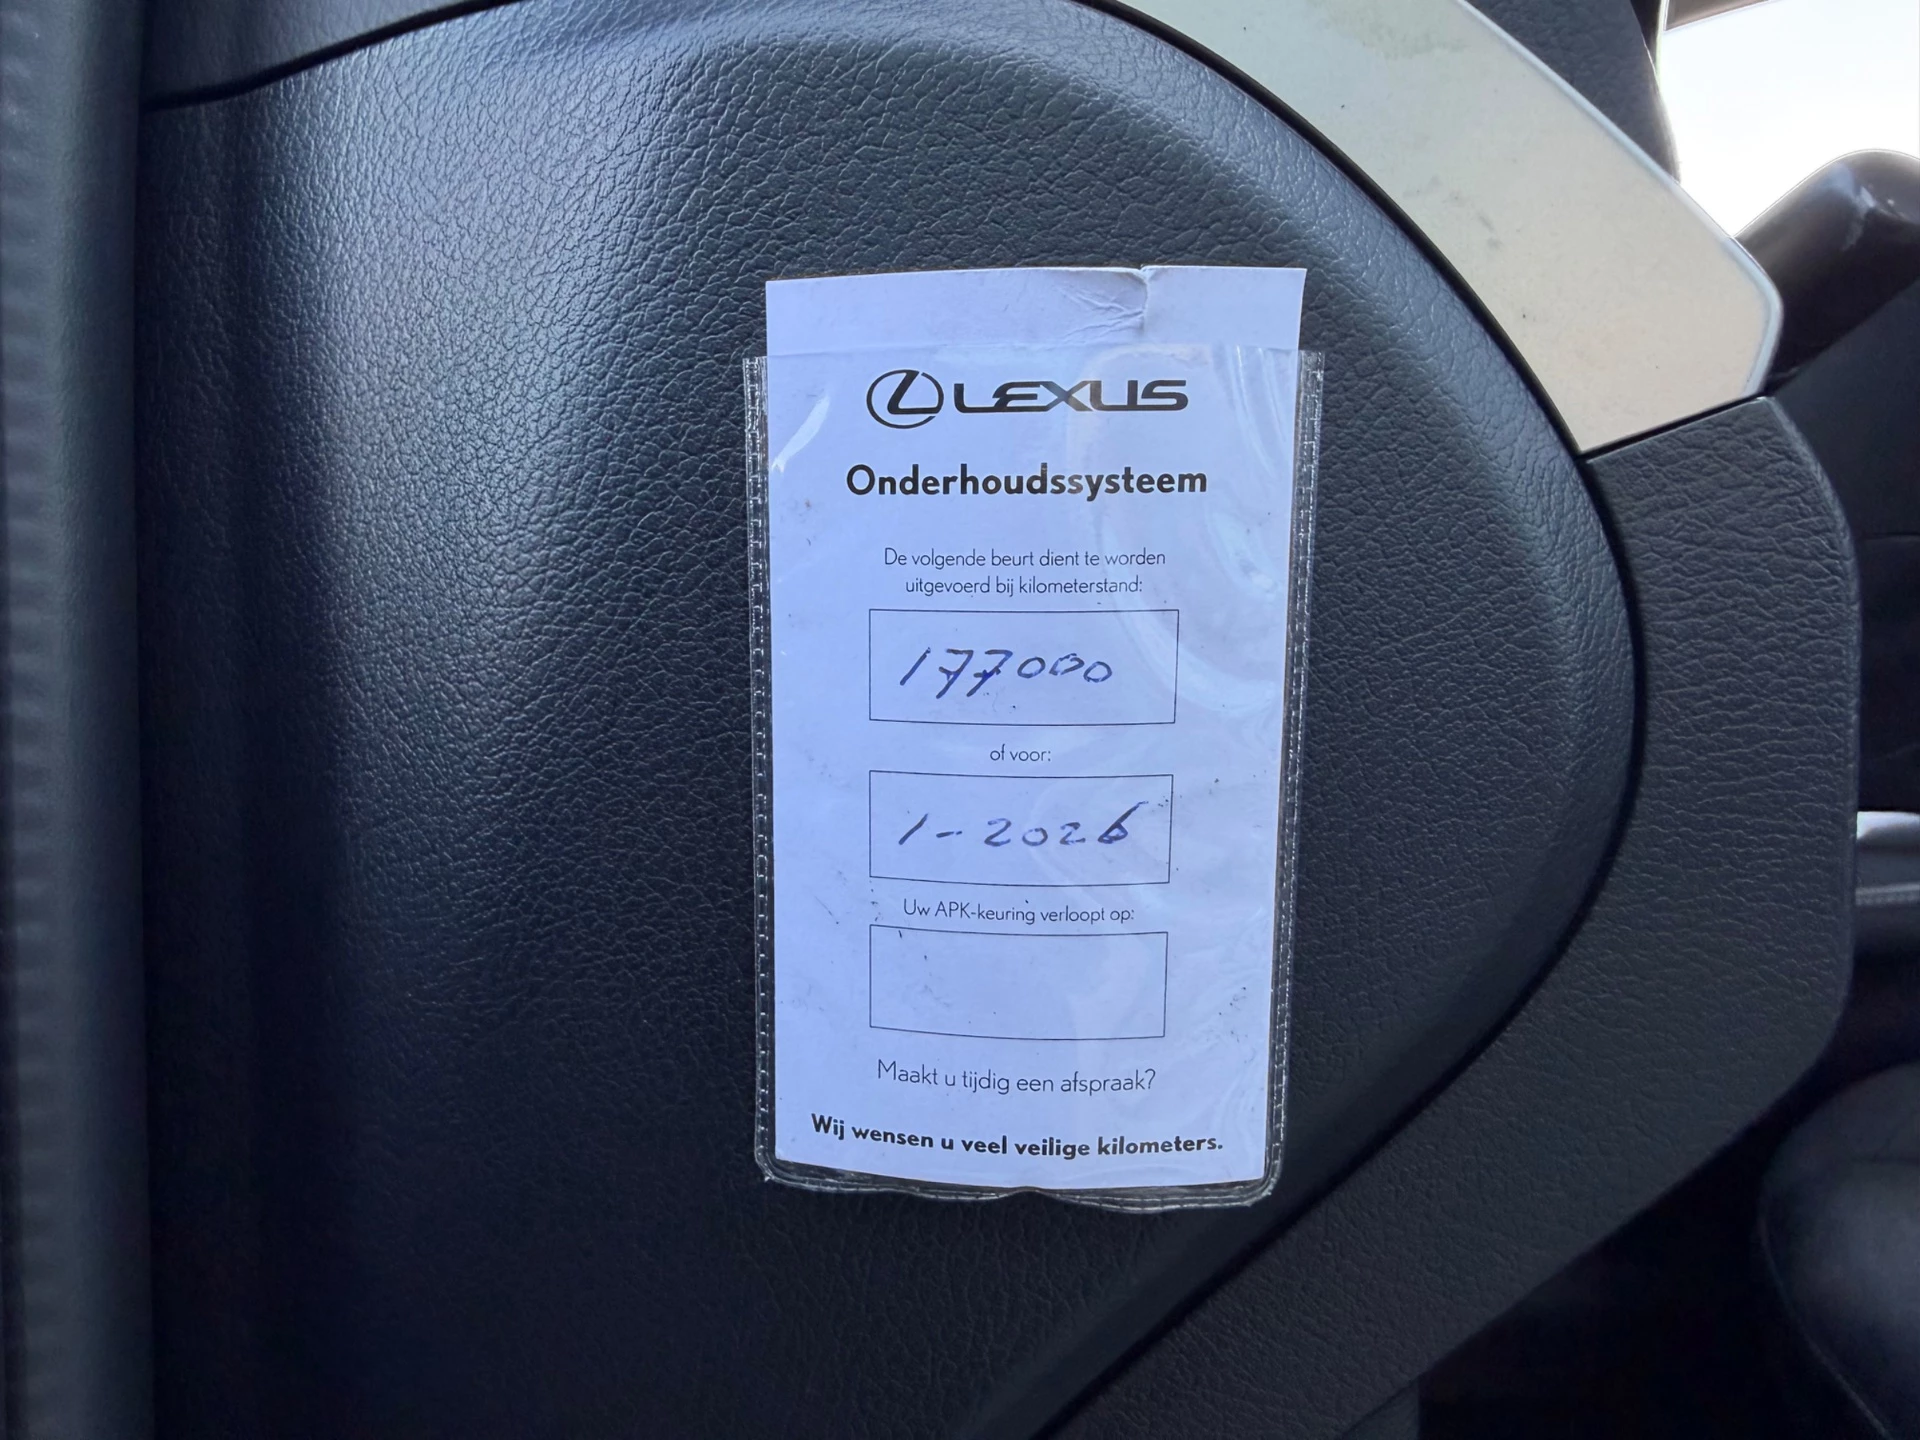 LEXUS
Onderhoudssysteem
De volgende beurt dient te worden
uitgevoerd bij kilometerstand:
177000
of voor:
1-2026
Uw APK-keuring verloopt op:
Maakt u tijdig een afspraak?
Wij wensen u veel veilige kilometers.